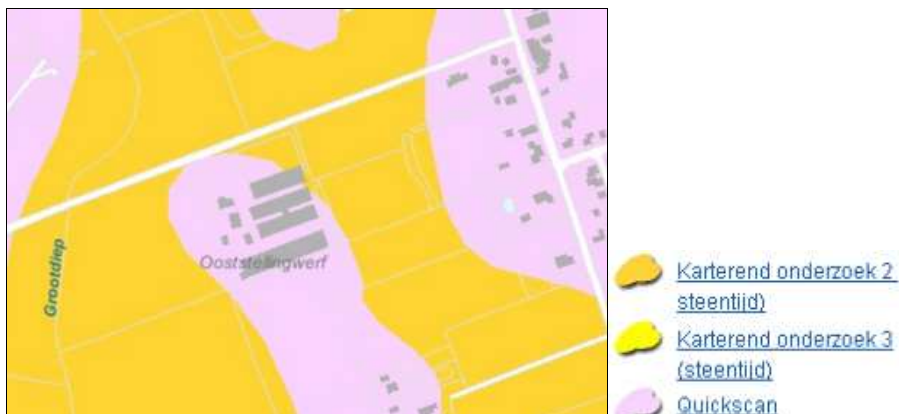 Grootdiep
Ooststellingwerf
Karterend onderzoek 2
steentijd)
Karterend onderzoek 3
(steentijd)
Quickscan